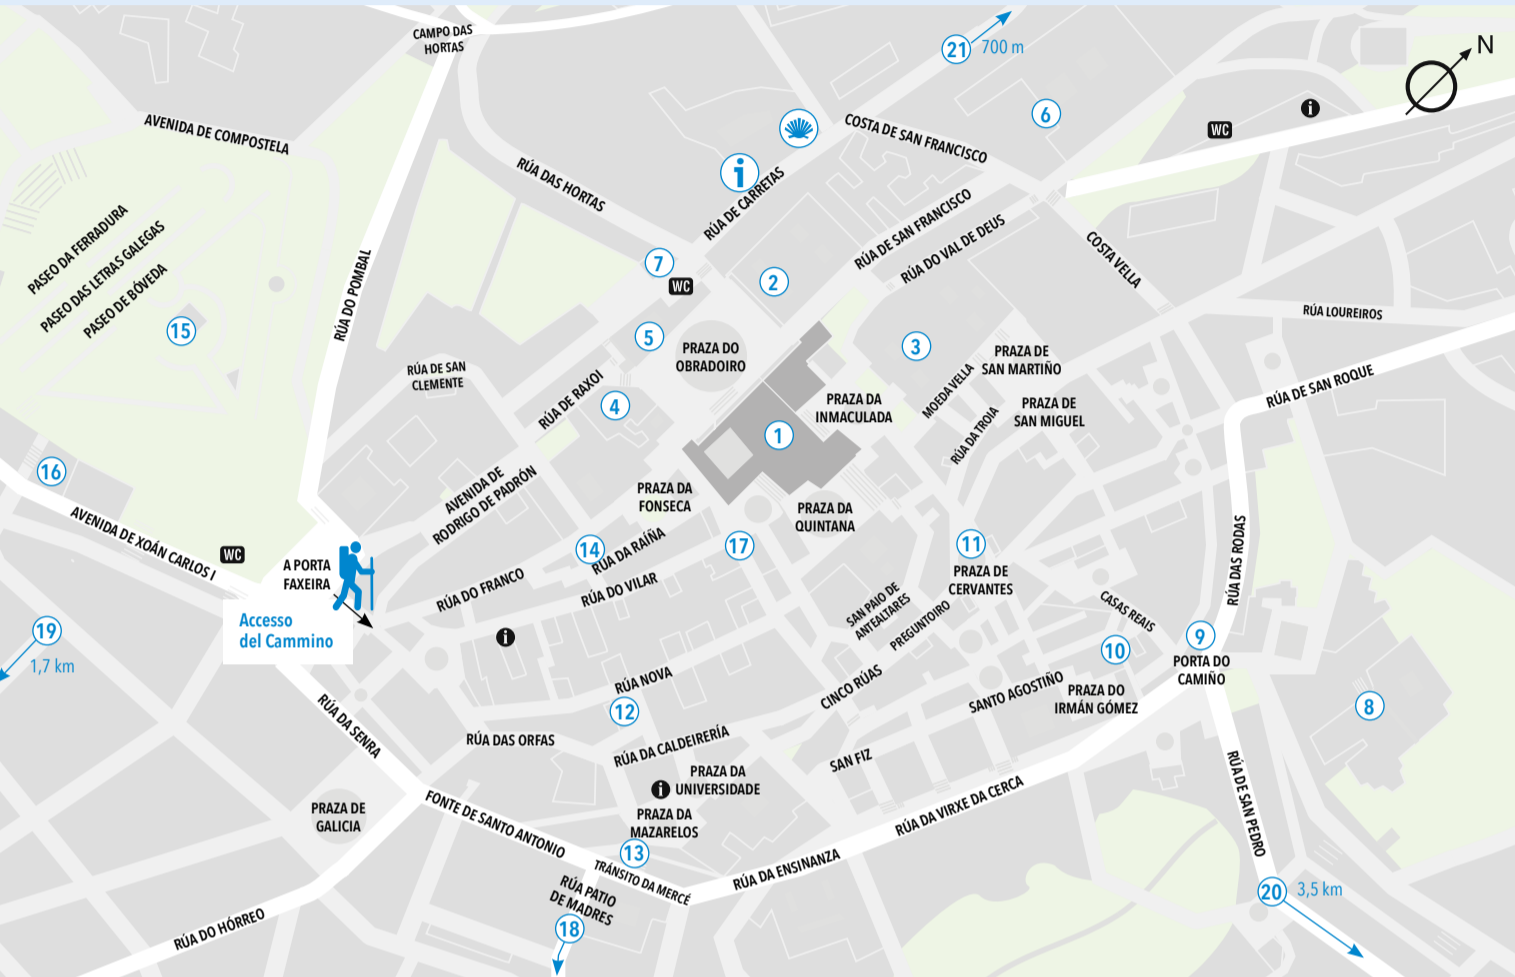 CAMPO DAS
HORTAS
21 700 m
N
6
i
WC
AVENIDA DE COMPOSTELA
COSTA DE SAN FRANCISCO
i
RÚA DAS HORTAS
RÚA DE CARRETAS
RÚA DE SAN FRANCISCO
RÚA DO VAL DE DEUS
COSTA VELLA
PASEO DA FERRADURA
PASEO DAS LETRAS GALEGAS
PASEO DE BÓVEDA
RÚA DO POMBAL
7
WC
2
15
5
PRAZA DO
OBRADOIRO
3
RÚA LOUREIROS
PRAZA DE
SAN MARTIÑO
RÚA DE SAN
CLEMENTE
RÚA DE RAXOI
4
MOEDA VELLA
RÚA DE SAN ROQUE
PRAZA DA
INMACULADA
PRAZA DE
SAN MIGUEL
RÚA DA TROIA
1
16
AVENIDA DE
RODRIGO DE PADRÓN
PRAZA DA
FONSECA
PRAZA DA
QUINTANA
AVENIDA DE XOÁN CARLOS I
WC
A PORTA
FAXEIRA
14
RÚA DA RAÍÑA
17
11
PRAZA DE
CERVANTES
RÚA DAS RODAS
RÚA DO FRANCO
RÚA DO VILAR
SAN PAIO DE
ANTEALTARES
PREGUNTOIRO
CASAS REAIS
Accesso
del Cammino
19
1,7 km
i
9
PORTA DO
CAMIÑO
10
RÚA NOVA
CINCO RÚAS
SANTO AGOSTIÑO
PRAZA DO
IRMÁN GÓMEZ
8
12
RÚA DA SENRA
RÚA DAS ORFAS
RÚA DA CALDEIRERÍA
SAN FIZ
i
PRAZA DA
UNIVERSIDADE
PRAZA DE
GALICIA
FONTE DE SANTO ANTONIO
PRAZA DA
MAZARELOS
RÚA DA VIRXE DA CERCA
RÚA DE SAN PEDRO
13
TRÁNSITO DA MERCÉ
RÚA DA ENSINANZA
RÚA PATIO
DE MADRES
20 3,5 km
RÚA DO HÓRREO
18